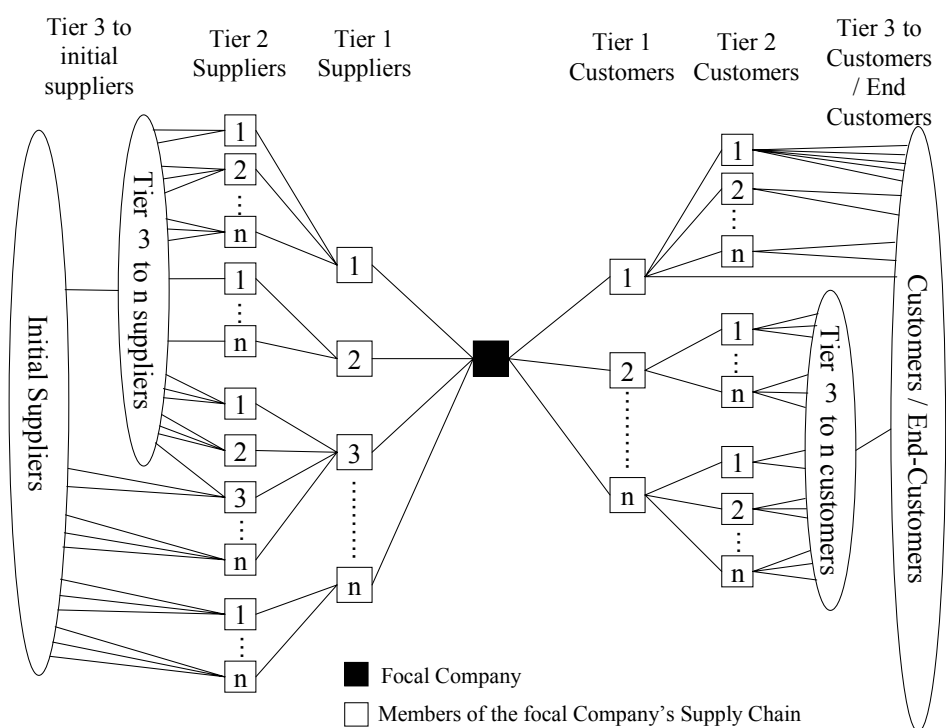 Tier 3 to
initial
suppliers
Tier 2
Suppliers
Tier 1
Suppliers
Tier 1
Customers
Tier 2
Customers
Tier 3 to
Customers
/ End
Customers
Initial Suppliers
Tier 3 to n suppliers
1
2
n
1
n
1
2
3
n
1
n
1
2
3
n
1
2
n
1
2
n
1
n
1
2
n
Tier 3 to n customers
Customers / End-Customers
Focal Company
Members of the focal Company's Supply Chain